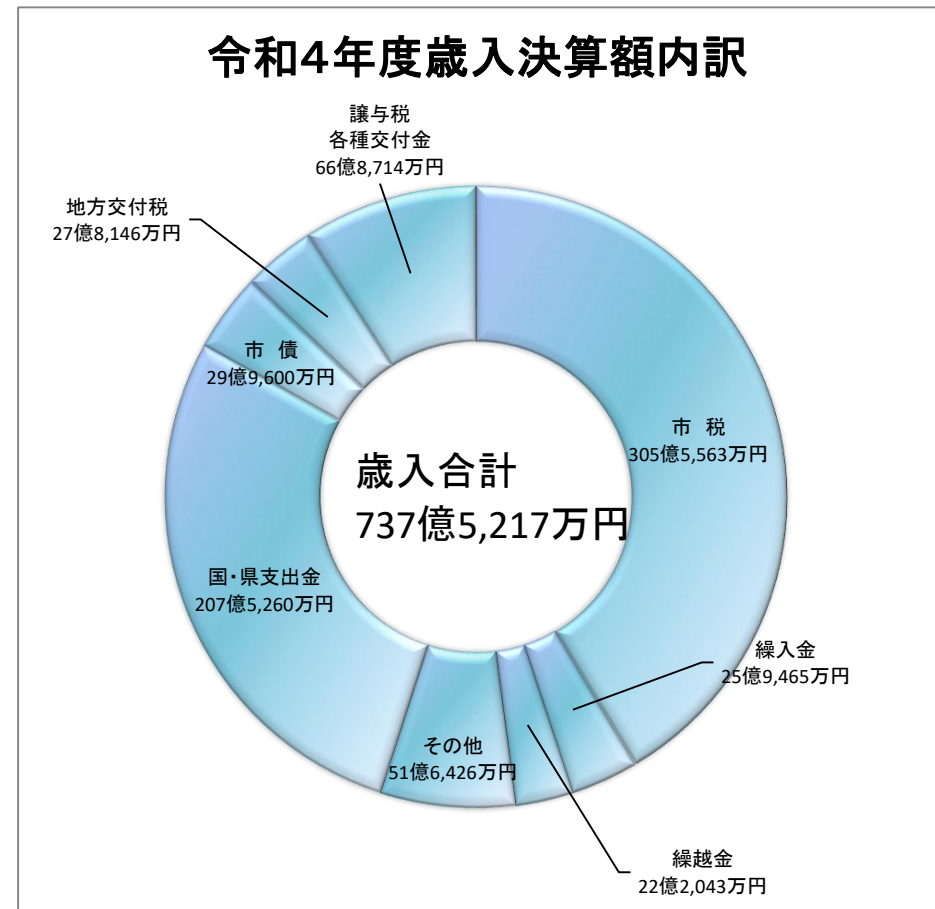 令和4年度歳入決算額内訳
譲与税
各種交付金
66億8,714万円
地方交付税
27億8,146万円
市 債
29億9,600万円
市 税
305億5,563万円
歳入合計
737億5,217万円
国・県支出金
207億5,260万円
繰入金
25億9,465万円
その他
51億6,426万円
繰越金
22億2,043万円